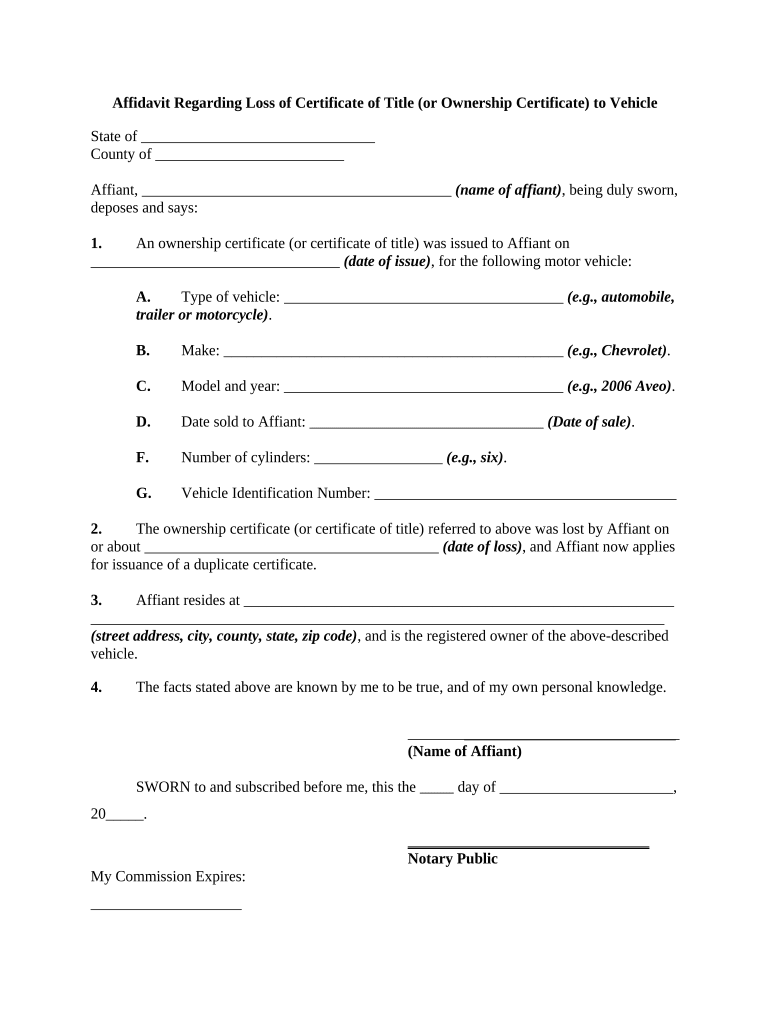 Affidavit Regarding Loss of Certificate of Title (or Ownership Certificate) to Vehicle
State of _______________________________
County of _________________________
Affiant, _________________________________________ (name of affiant), being duly sworn,
deposes and says:
1. An ownership certificate (or certificate of title) was issued to Affiant on
_________________________________ (date of issue), for the following motor vehicle:
A. Type of vehicle: _____________________________________ (e.g., automobile,
trailer or motorcycle).
B. Make: _____________________________________________ (e.g., Chevrolet).
C. Model and year: _____________________________________ (e.g., 2006 Aveo).
D. Date sold to Affiant: _______________________________ (Date of sale).
F. Number of cylinders: _________________ (e.g., six).
G. Vehicle Identification Number: ________________________________________
2. The ownership certificate (or certificate of title) referred to above was lost by Affiant on
or about _______________________________________ (date of loss), and Affiant now applies
for issuance of a duplicate certificate.
3. Affiant resides at _________________________________________________________
____________________________________________________________________________
(street address, city, county, state, zip code), and is the registered owner of the above-described
vehicle.
4. The facts stated above are known by me to be true, and of my own personal knowledge.
____________________________________
(Name of Affiant)
SWORN to and subscribed before me, this the ____ day of _______________________,
20_____.
________________________________
Notary Public
My Commission Expires:
____________________